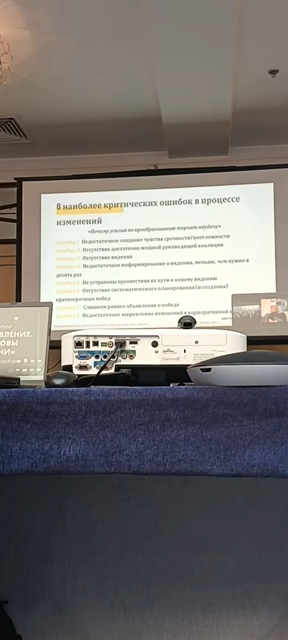 8 наиболее критических ошибок в процессе
изменений
«Почему усилия по преобразованию терпят неудачу»
Ошибка 1: Недостаточное создание чувства срочности/неотложности
Ошибка 2: Отсутствие достаточно мощной руководящей коалиции
Ошибка 3: Отсутствие видения
Ошибка 4: Недостаточное информирование о видении, меньше, чем нужно в
десять раз
Ошибка 5: Не устранены препятствия на пути к новому видению
Ошибка 6: Отсутствие систематического планирования (и создания)
краткосрочных побед
Ошибка 7: Слишком раннее объявление о победе
Ошибка 8: Недостаточное закрепление изменений в корпоративной